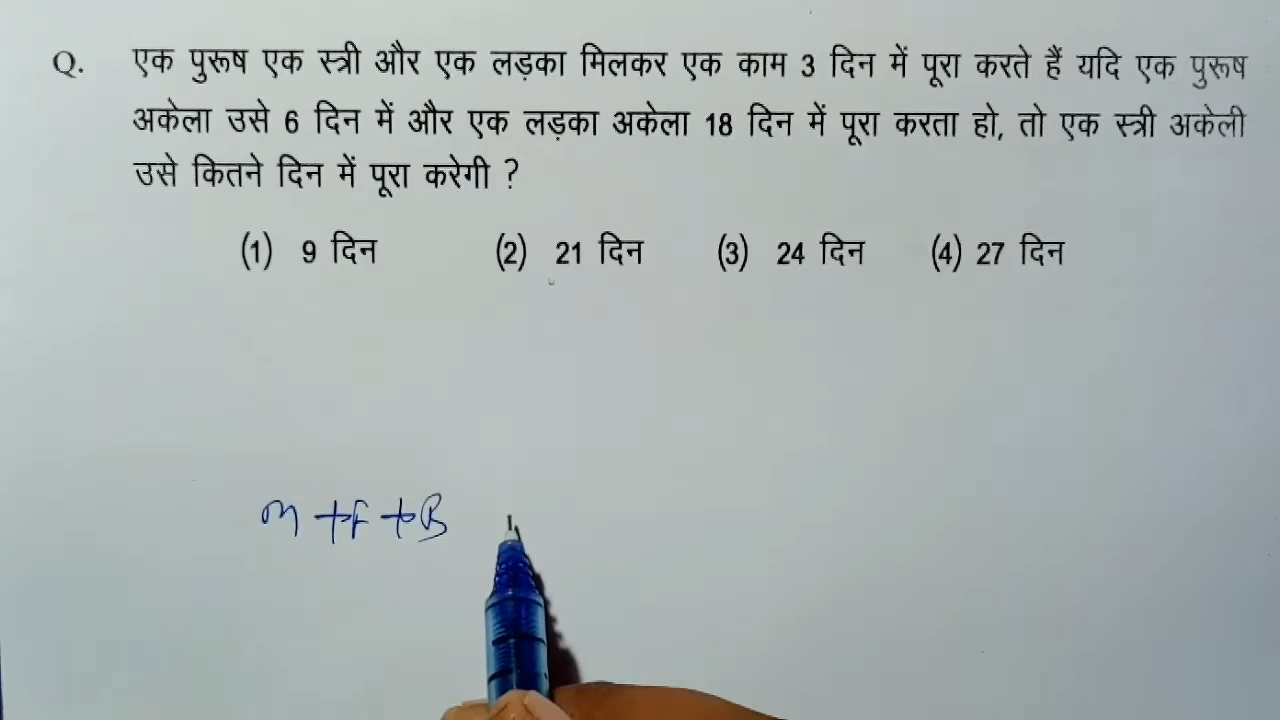 Q. एक पुरूष एक स्त्री और एक लड़का मिलकर एक काम 3 दिन में पूरा करते हैं यदि एक पुरूष
अकेला उसे 6 दिन में और एक लड़का अकेला 18 दिन में पूरा करता हो, तो एक स्त्री अकेली
उसे कितने दिन में पूरा करेगी ?
(1) 9 दिन (2) 21 दिन (3) 24 दिन (4) 27 दिन
m + F + B